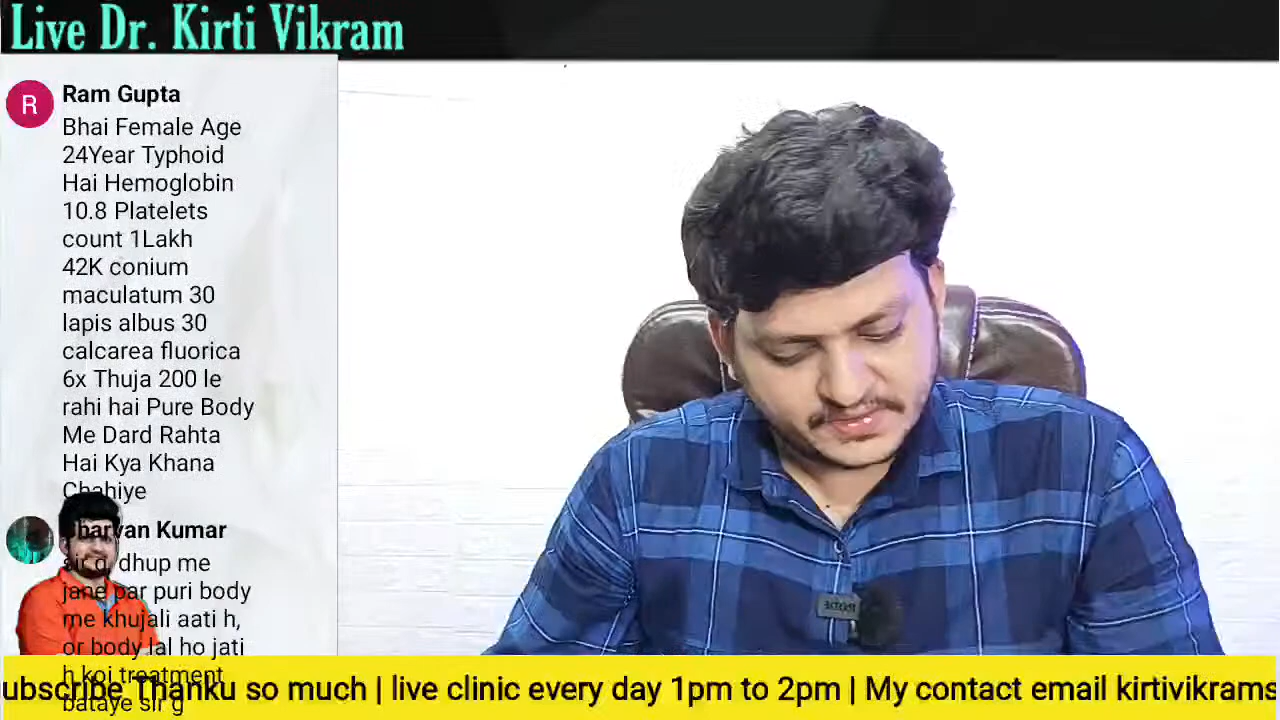 Live Dr. Kirti Vikram
R
Ram Gupta
Bhai Female Age
24Year Typhoid
Hai Hemoglobin
10.8 Platelets
count 1Lakh
42K conium
maculatum 30
lapis albus 30
calcarea fluorica
6x Thuja 200 le
rahi hai Pure Body
Me Dard Rahta
Hai Kya Khana
Chahiye
Kumar
dhup me
jane par puri body
me khujali aati h,
or body lal ho jati
h koi treatment
bataye sir g
ubscribe Thanku so much | live clinic every day 1pm to 2pm | My contact email kirtivikrams